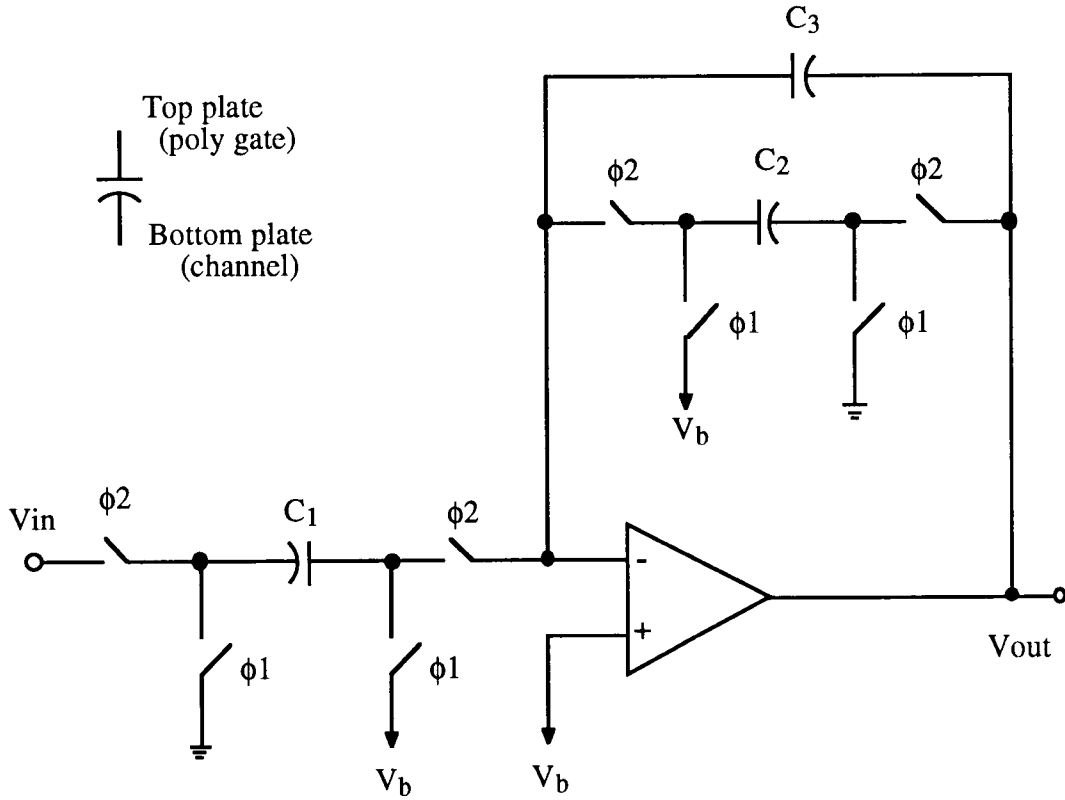 C3
Top plate
(poly gate)
ϕ2
C2
ϕ2
Bottom plate
(channel)
ϕ1
ϕ1
Vb
Vin
ϕ2
C1
ϕ2
-
+
ϕ1
ϕ1
Vout
Vb
Vb